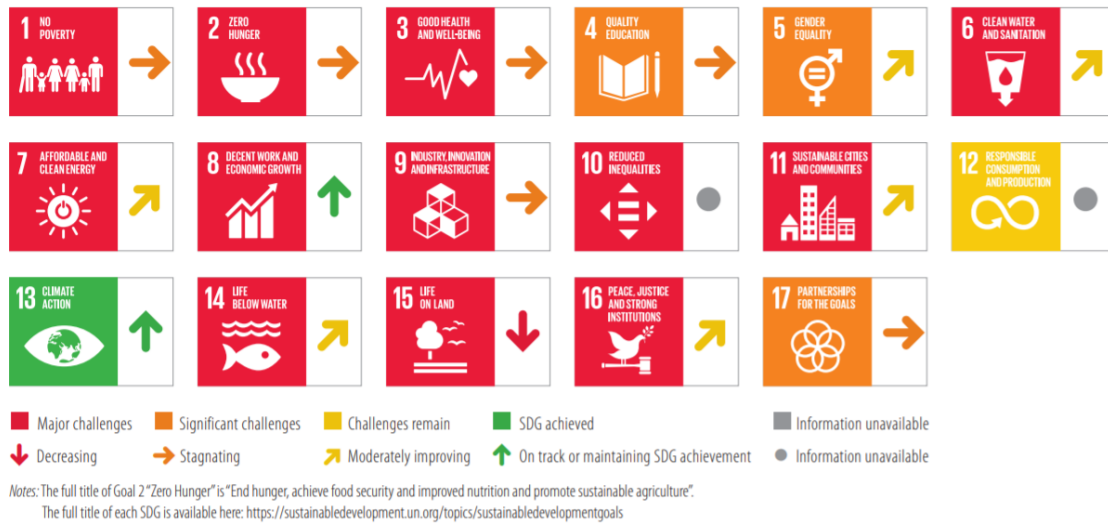 1 NO
POVERTY
2 ZERO
HUNGER
3 GOOD HEALTH
AND WELL-BEING
4 QUALITY
EDUCATION
5 GENDER
EQUALITY
6 CLEAN WATER
AND SANITATION
7 AFFORDABLE AND
CLEAN ENERGY
8 DECENT WORK AND
ECONOMIC GROWTH
9 INDUSTRY, INNOVATION
AND INFRASTRUCTURE
10 REDUCED
INEQUALITIES
11 SUSTAINABLE CITIES
AND COMMUNITIES
12 RESPONSIBLE
CONSUMPTION
AND PRODUCTION
13 CLIMATE
ACTION
14 LIFE
BELOW WATER
15 LIFE
ON LAND
16 PEACE, JUSTICE
AND STRONG
INSTITUTIONS
17 PARTNERSHIPS
FOR THE GOALS
Major challenges Significant challenges Challenges remain SDG achieved Information unavailable
Decreasing Stagnating Moderately improving On track or maintaining SDG achievement Information unavailable
Notes: The full title of Goal 2 “Zero Hunger” is “End hunger, achieve food security and improved nutrition and promote sustainable agriculture”.
The full title of each SDG is available here: https://sustainabledevelopment.un.org/topics/sustainabledevelopmentgoals